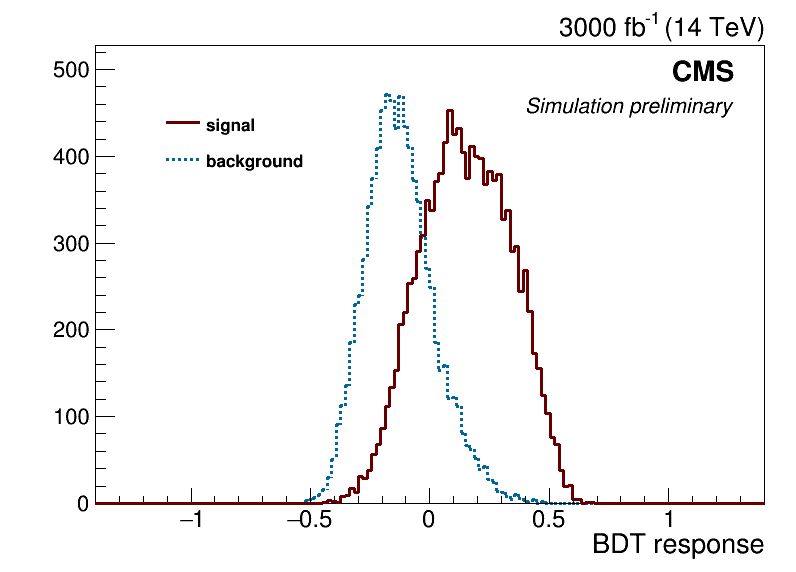 3000 fb-1 (14 TeV)
CMS
Simulation preliminary
signal
background
500
400
300
200
100
0
−1
−0.5
0
0.5
1
BDT response